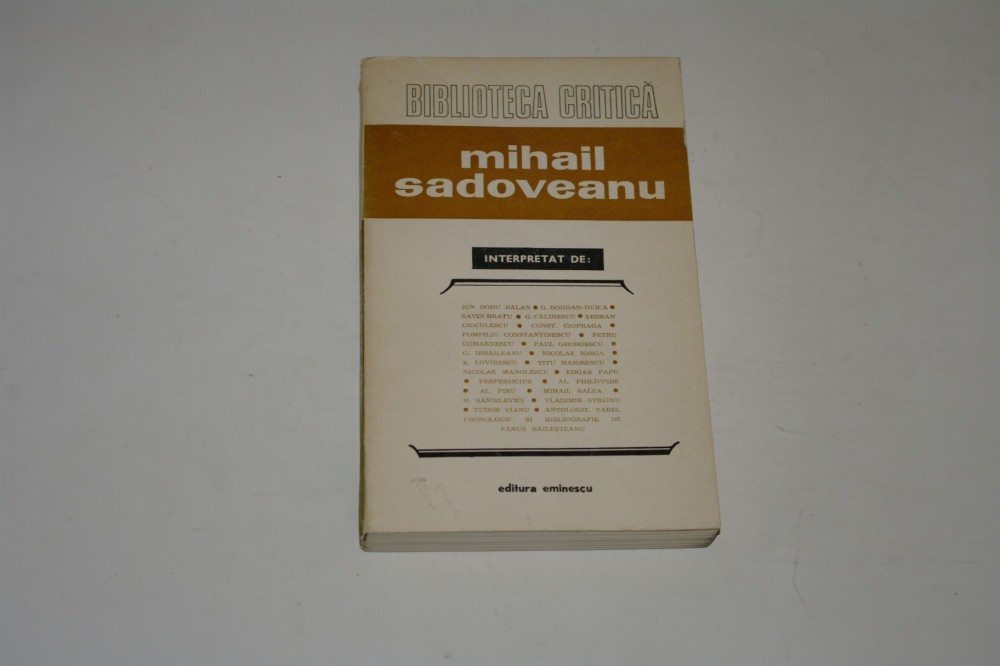 BIBLIOTECA CRITICĂ
mihail
sadoveanu
INTERPRETAT DE:
ION DODU BĂLAN • G. BOGDAN-DUICĂ •
SAVIN BRATU • G. CĂLINESCU • ȘERBAN
CIOCULESCU • CONST. CIOPRAGA •
POMPILIU CONSTANTINESCU • PETRU
COMARNESCU • PAUL GEORGESCU •
G. IBRĂILEANU • NICOLAE IORGA •
E. LOVINESCU • TITU MAIORESCU •
NICOLAE MANOLESCU • EDGAR PAPU
• PERPESSICIUS • AL. PHILIPPIDE
• AL. PIRU • MIHAIL RALEA •
H. SANIELEVICI • VLADIMIR STREINU
• TUDOR VIANU • ANTOLOGIE, TABEL
CRONOLOGIC ȘI BIBLIOGRAFIE DE
FĂNUȘ BĂILEȘTEANU
editura eminescu